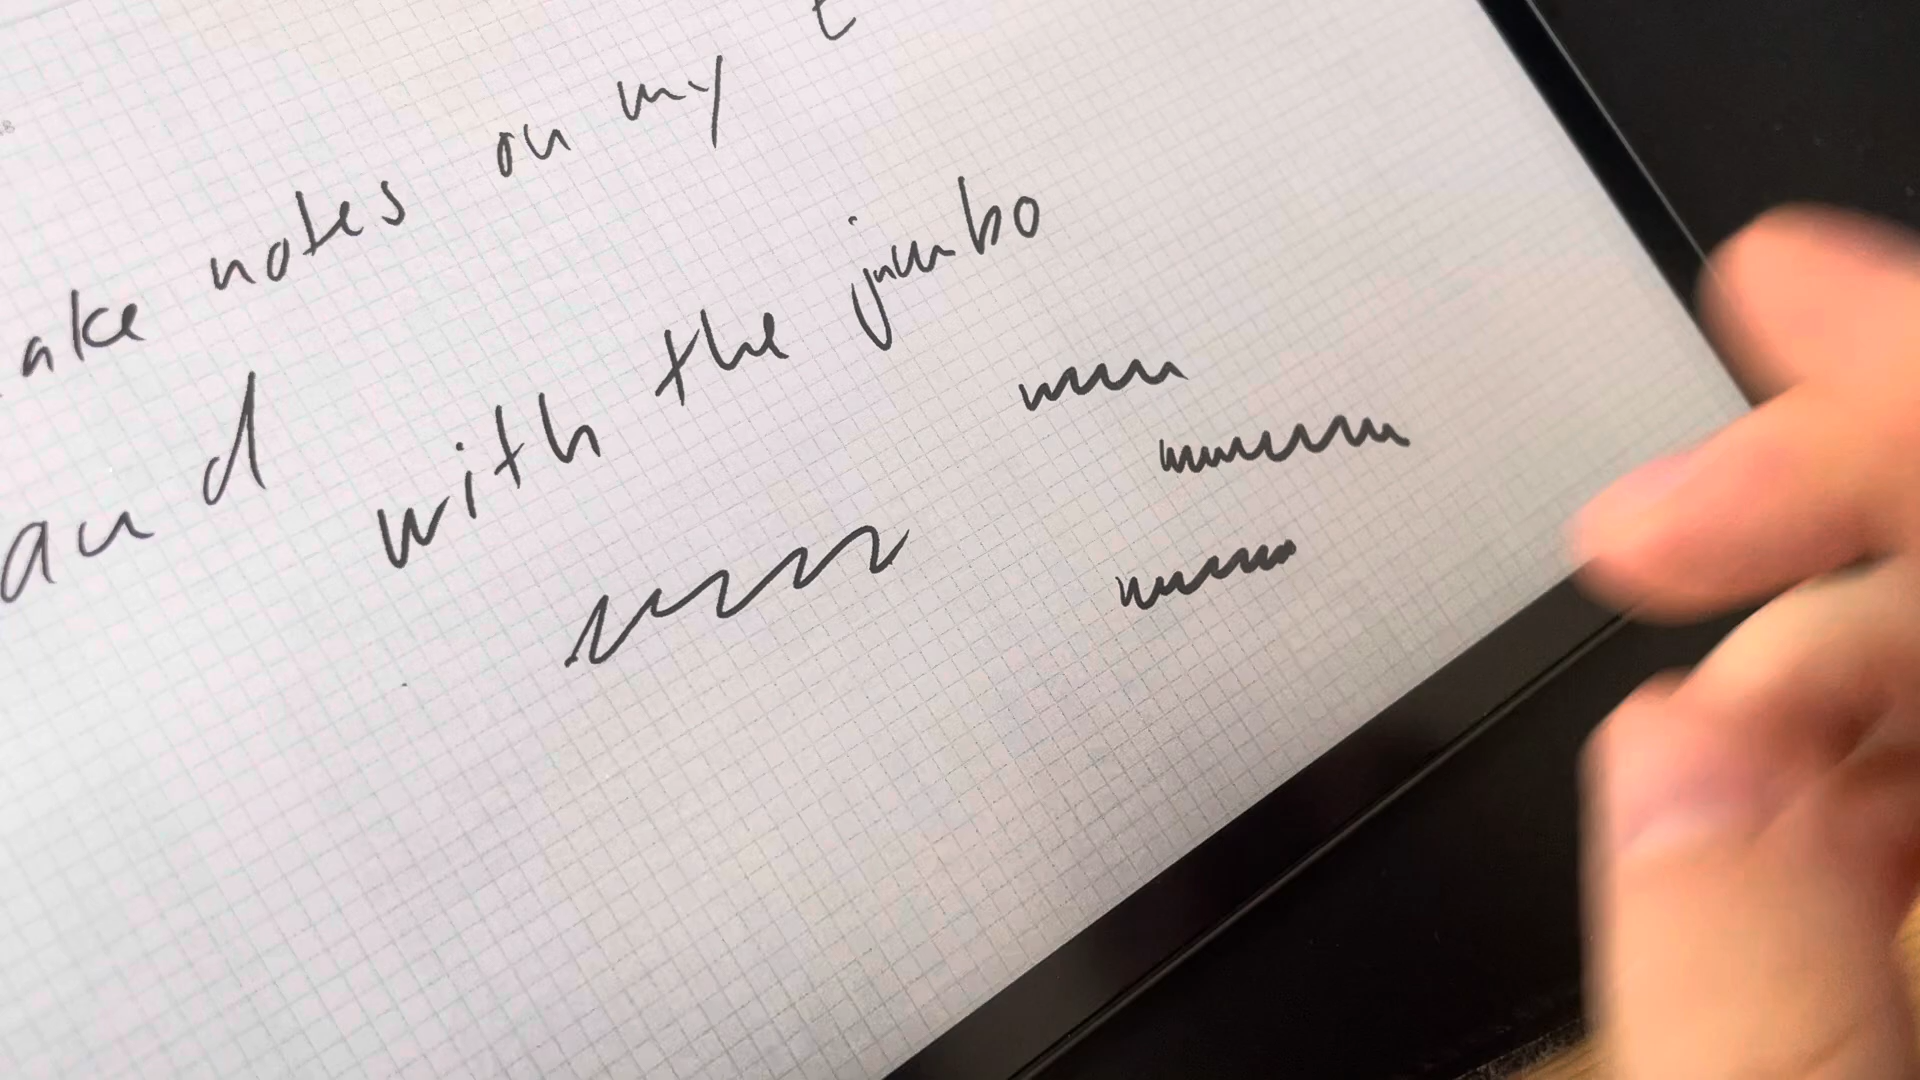 ake notes on my t
and with the jumbo